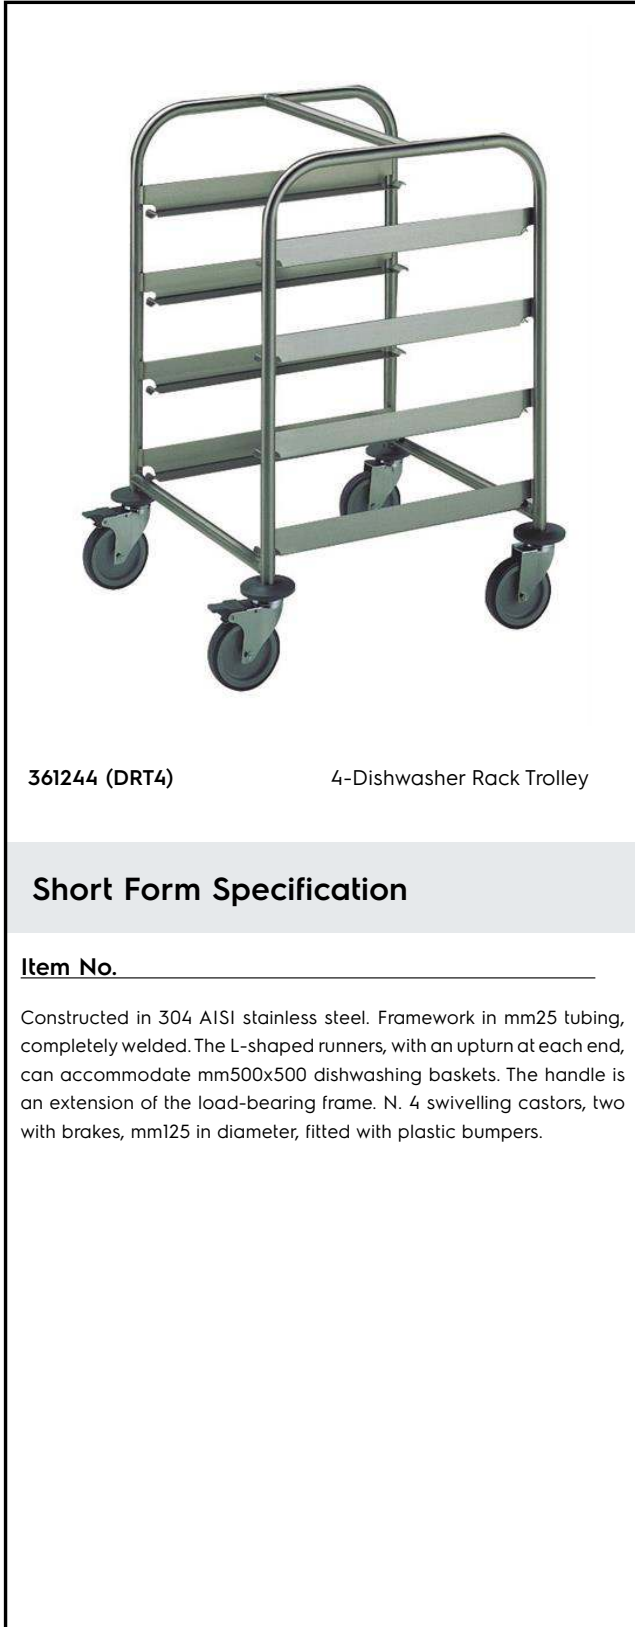 361244 (DRT4) 4-Dishwasher Rack Trolley
Short Form Specification
Item No.
Constructed in 304 AISI stainless steel. Framework in mm25 tubing,
completely welded. The L-shaped runners, with an upturn at each end,
can accommodate mm500x500 dishwashing baskets. The handle is
an extension of the load-bearing frame. N. 4 swivelling castors, two
with brakes, mm125 in diameter, fitted with plastic bumpers.